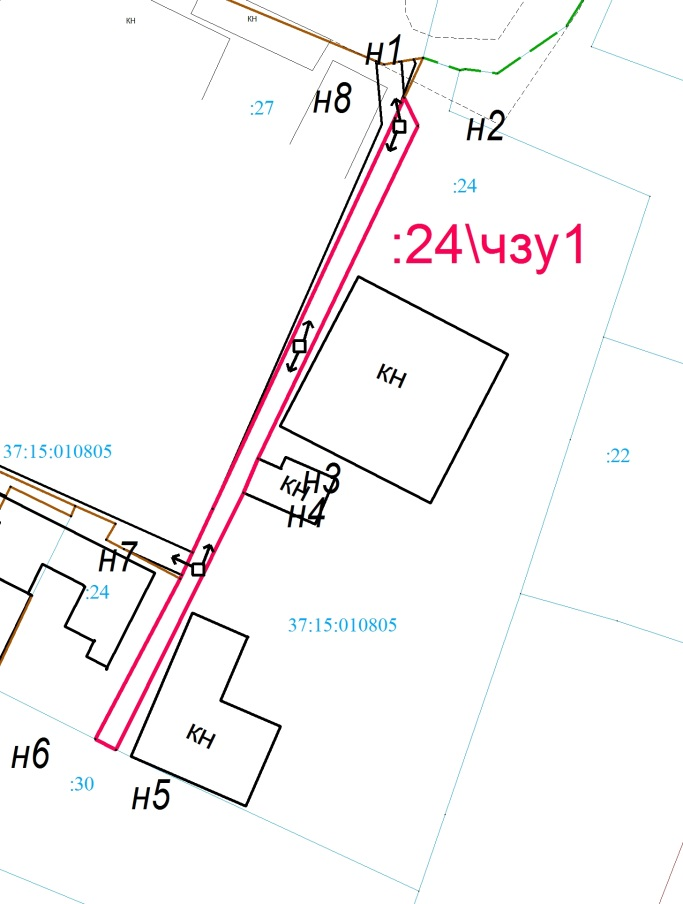 кн
кн
н1
н8
:27
н2
:24
:24\чзу1
кн
37:15:010805
:22
н3
кн
н4
н7
:24
37:15:010805
кн
н6
:30
н5